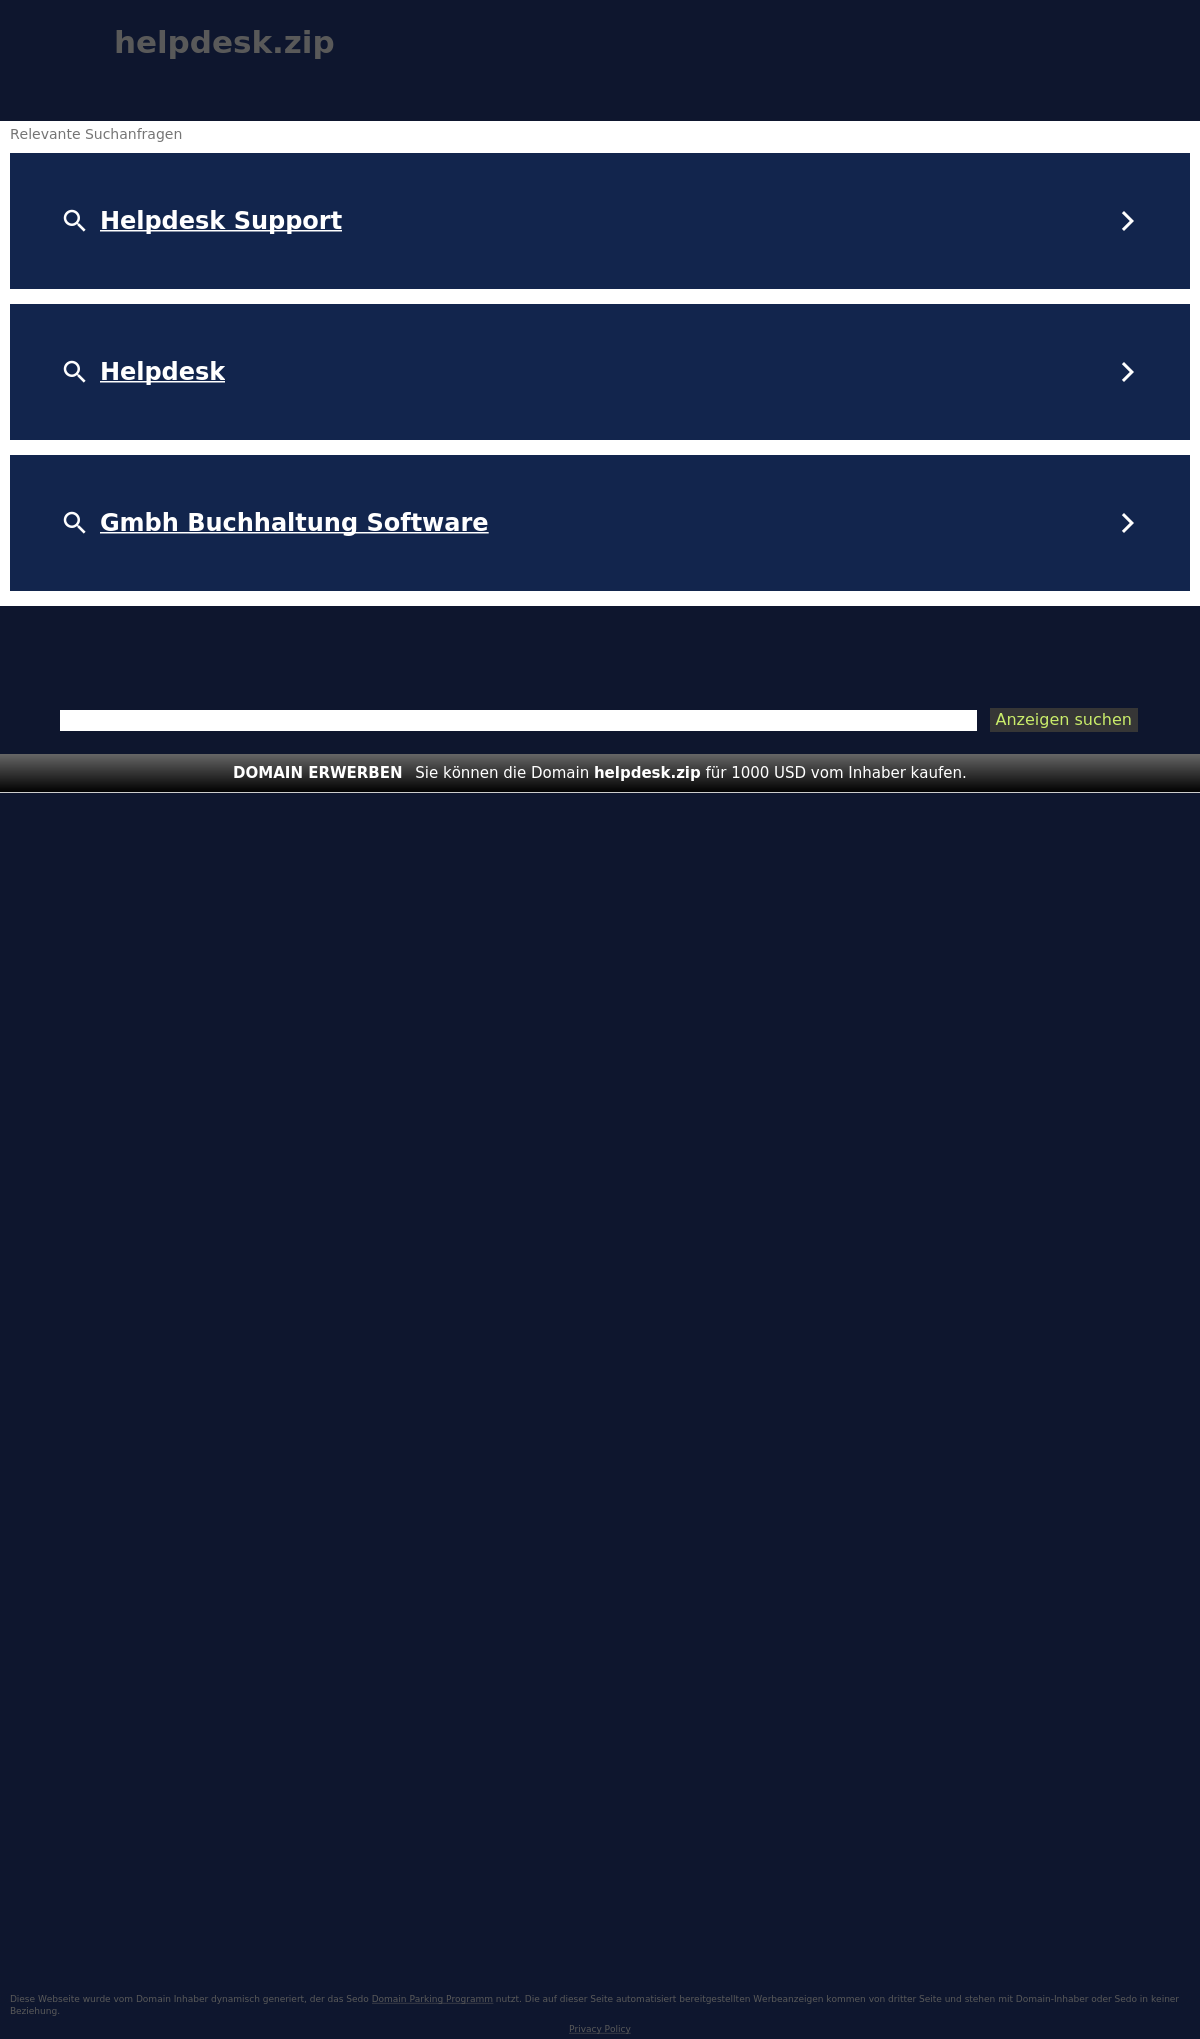 helpdesk.zip
Relevante Suchanfragen
Helpdesk Support
Helpdesk
Gmbh Buchhaltung Software
Anzeigen suchen
DOMAIN ERWERBEN Sie können die Domain helpdesk.zip für 1000 USD vom Inhaber kaufen.
Diese Webseite wurde vom Domain Inhaber dynamisch generiert, der das Sedo Domain Parking Programm nutzt. Die auf dieser Seite automatisiert bereitgestellten Werbeanzeigen kommen von dritter Seite und stehen mit Domain-Inhaber oder Sedo in keiner
Beziehung.
Privacy Policy